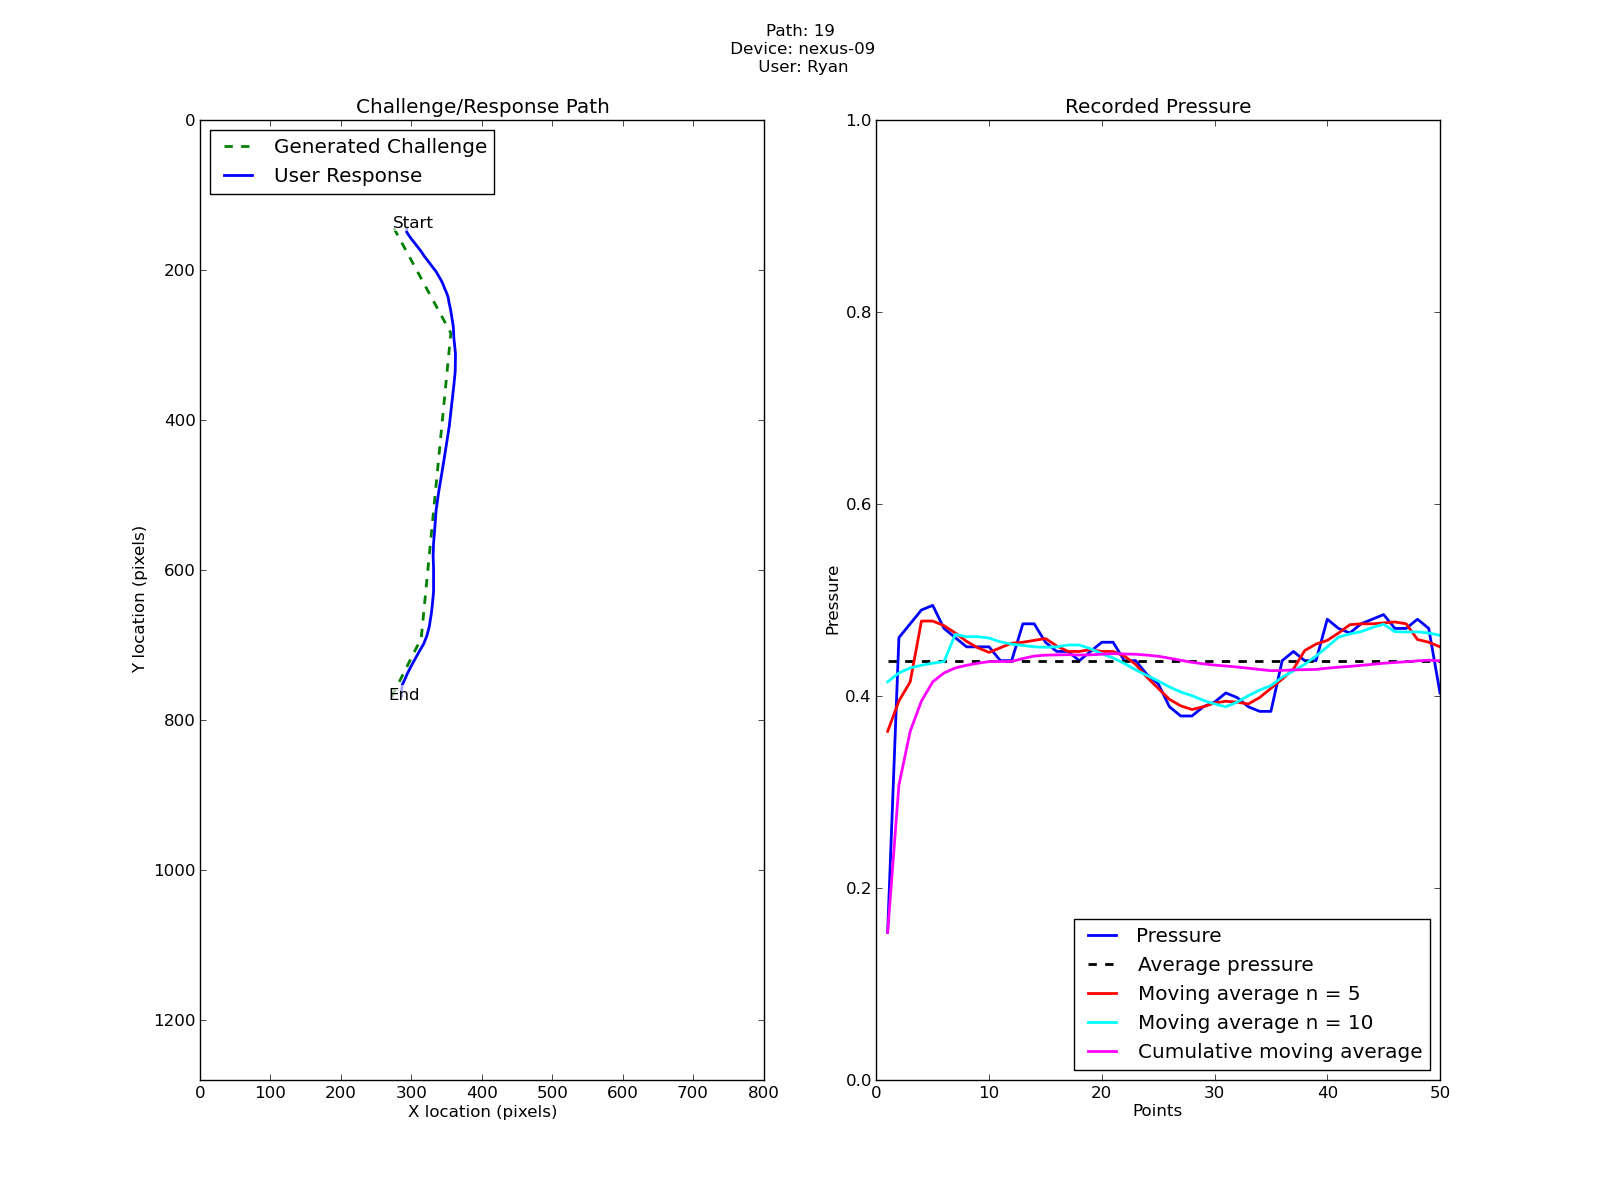 Path: 19
Device: nexus-09
User: Ryan
Challenge/Response Path
Generated Challenge
User Response
Start
End
0
200
400
600
800
1000
1200
Y location (pixels)
0 100 200 300 400 500 600 700 800
X location (pixels)
Recorded Pressure
1.0
0.8
0.6
0.4
0.2
0.0
Pressure
Pressure
Average pressure
Moving average n = 5
Moving average n = 10
Cumulative moving average
0 10 20 30 40 50
Points